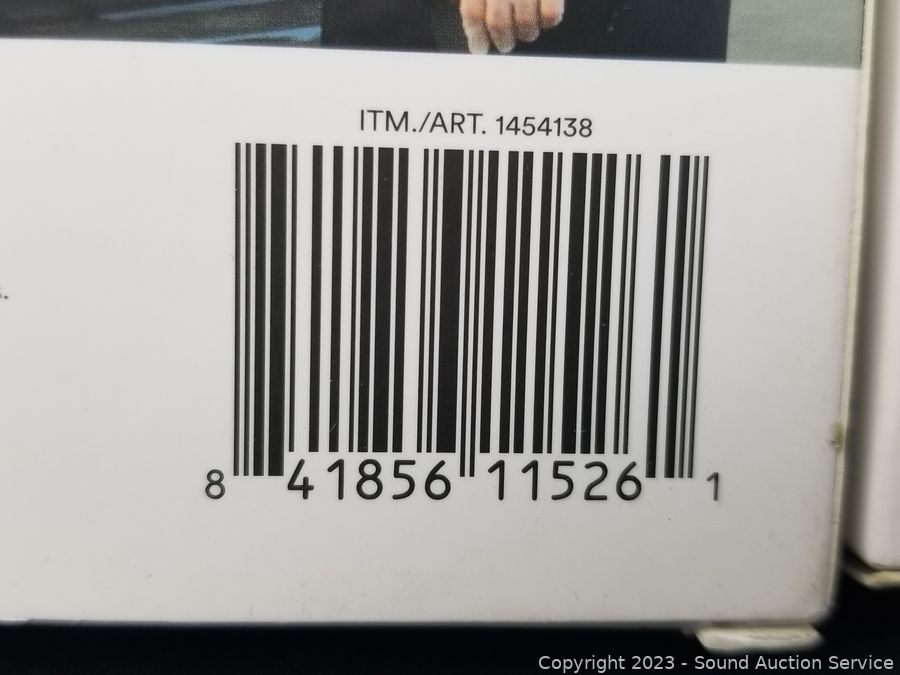 ITM./ART. 1454138
8 41856 11526 1
Copyright 2023 - Sound Auction Service